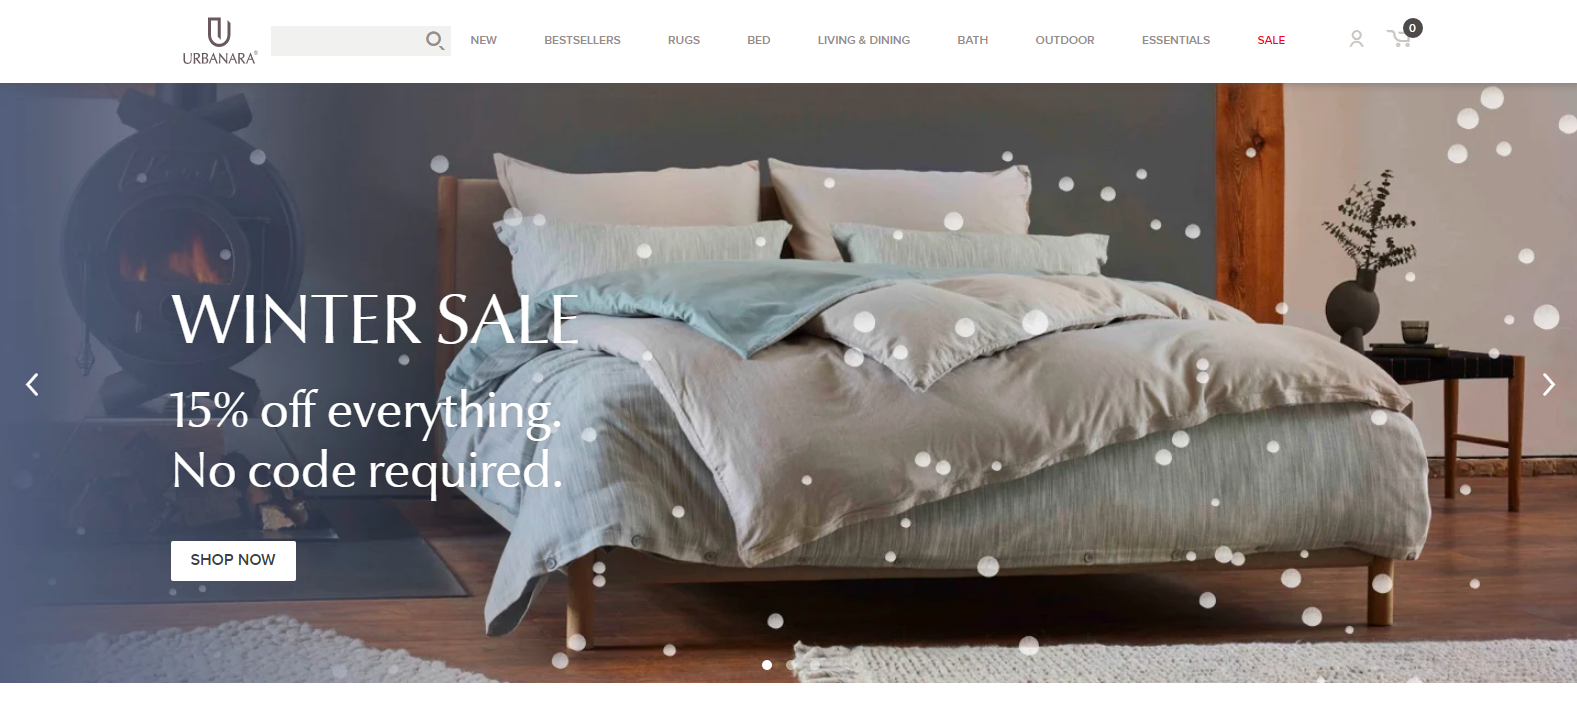 URBANARA®
NEW
BESTSELLERS
RUGS
BED
LIVING & DINING
BATH
OUTDOOR
ESSENTIALS
SALE
0
WINTER SALE
15% off everything.
No code required.
SHOP NOW